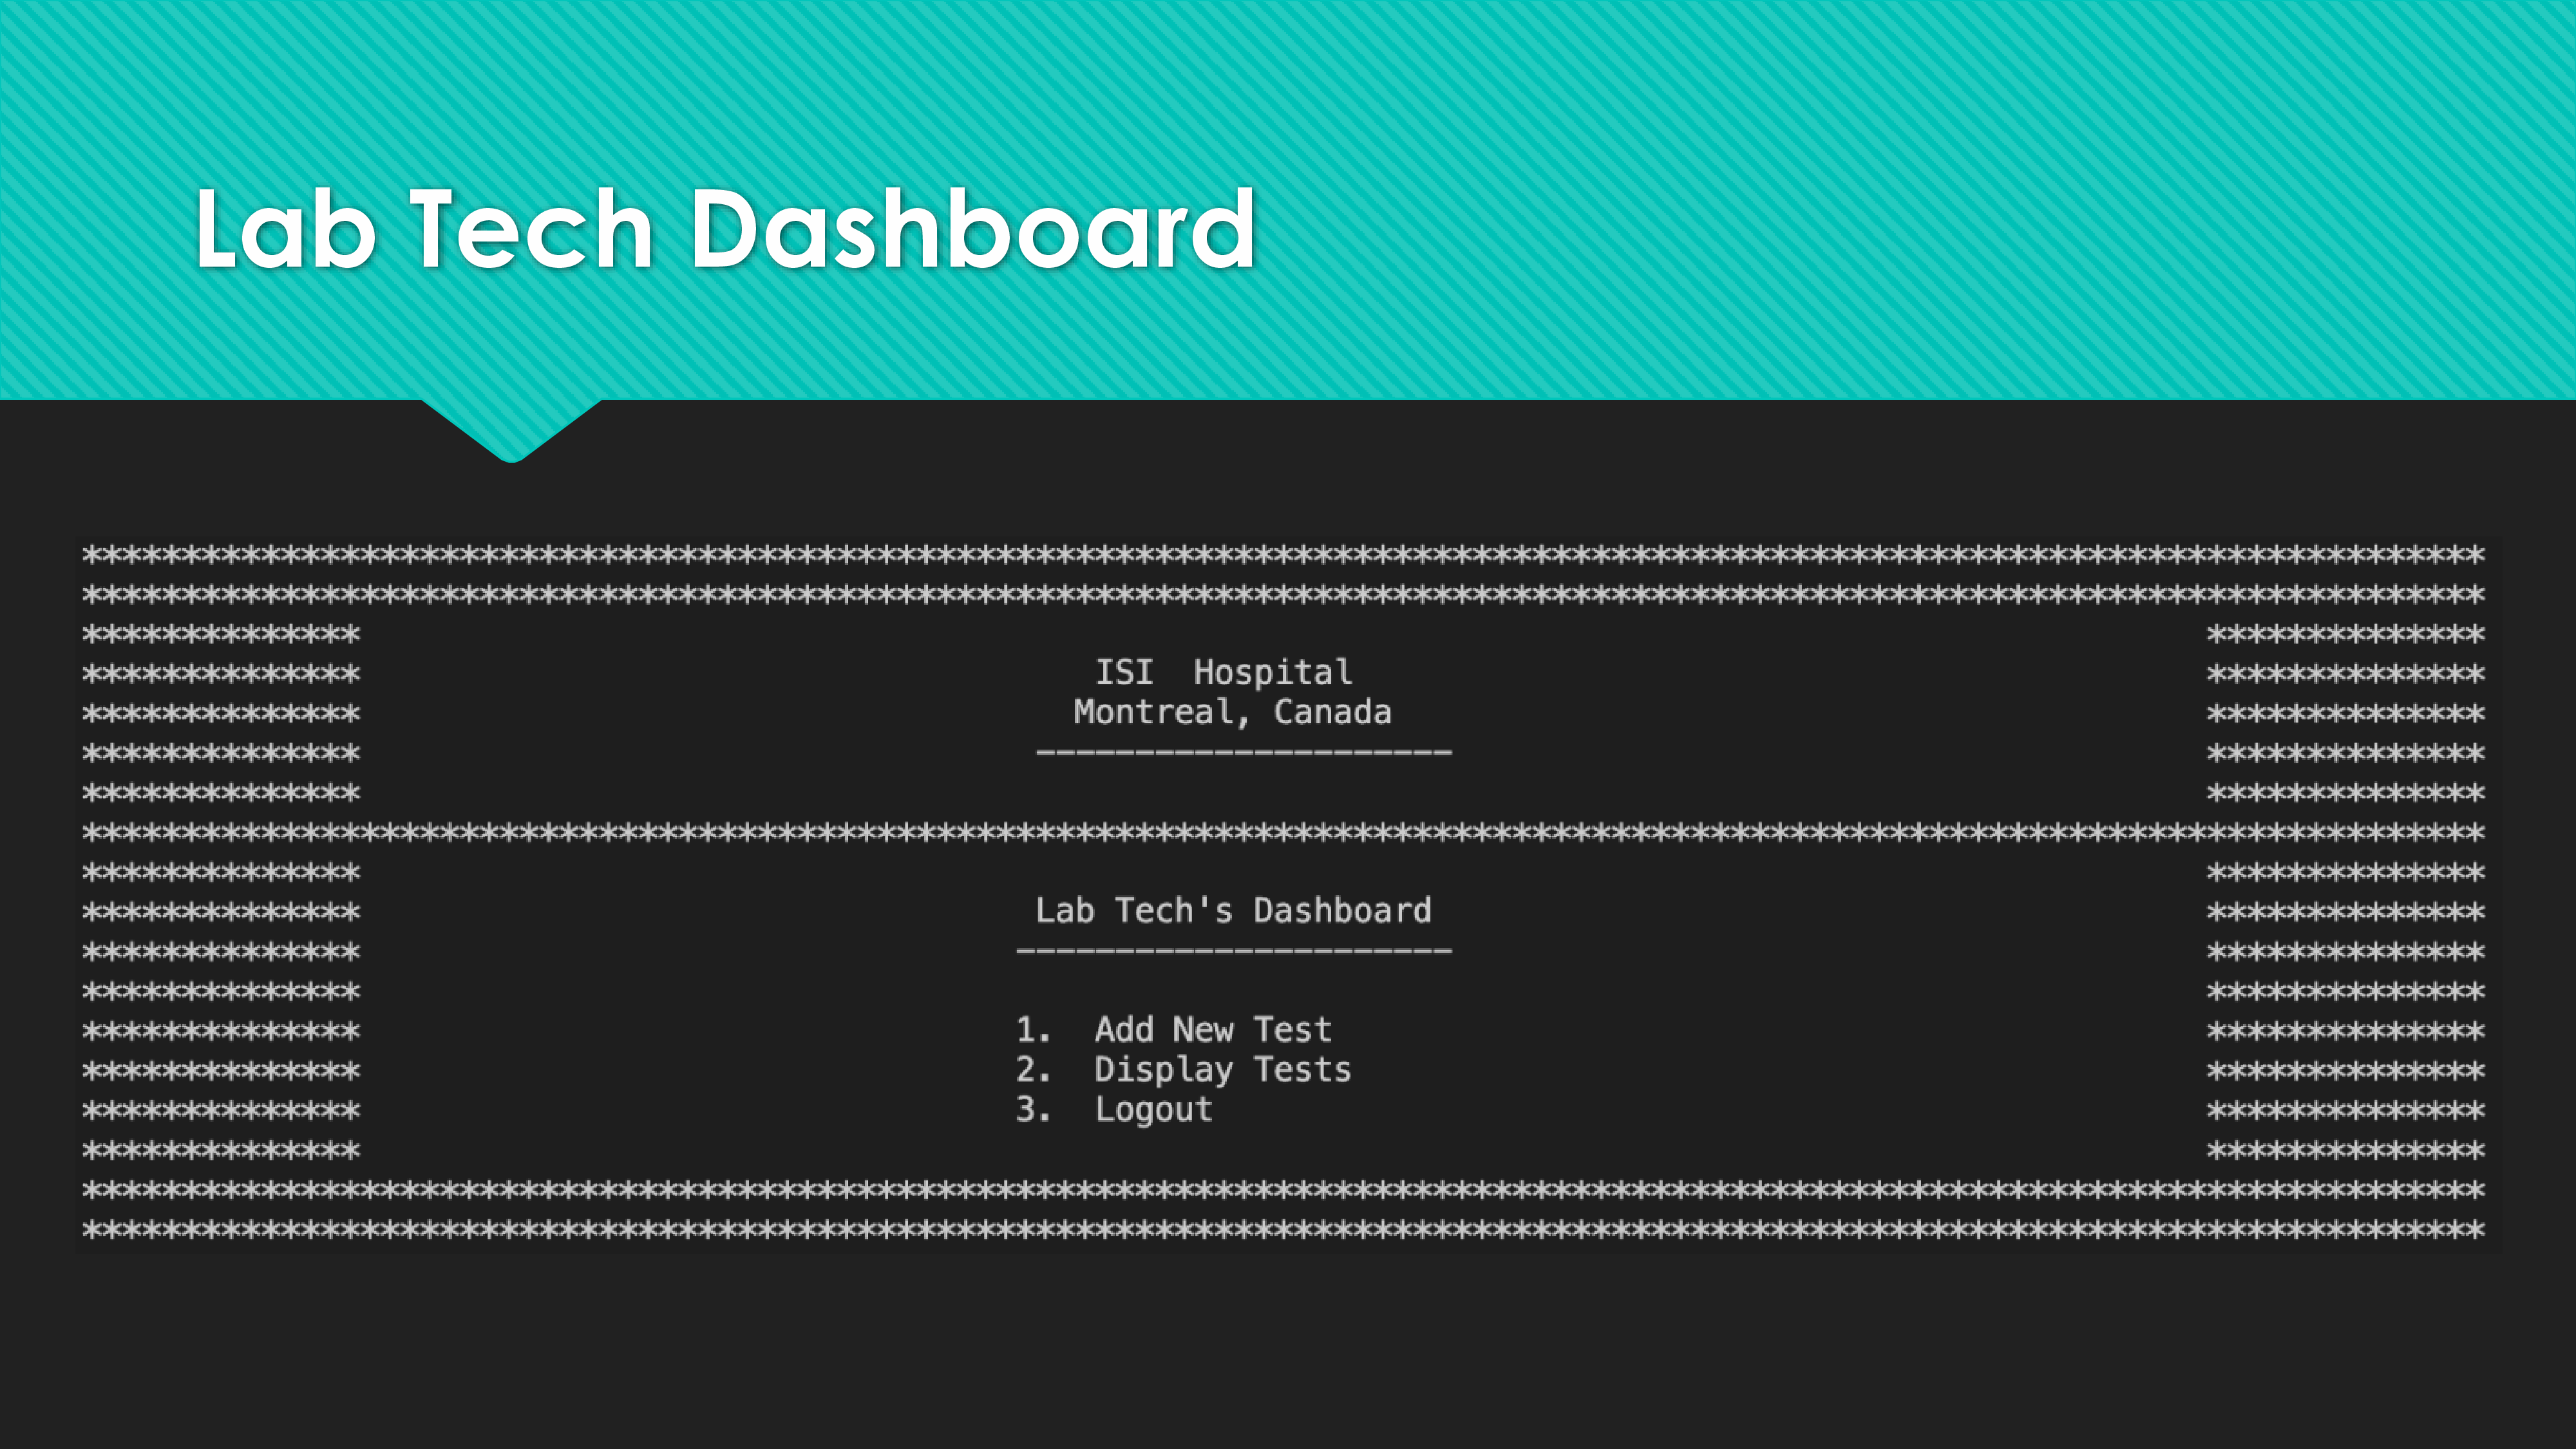 Lab Tech Dashboard
*************************************************************************************************************************
*************************************************************************************************************************
************** **************
************** ISI  Hospital **************
************** Montreal, Canada **************
************** --------------------- **************
************** **************
*************************************************************************************************************************
************** **************
************** Lab Tech's Dashboard **************
************** ---------------------- **************
************** **************
************** 1.  Add New Test **************
************** 2.  Display Tests **************
************** 3.  Logout **************
************** **************
*************************************************************************************************************************
*************************************************************************************************************************